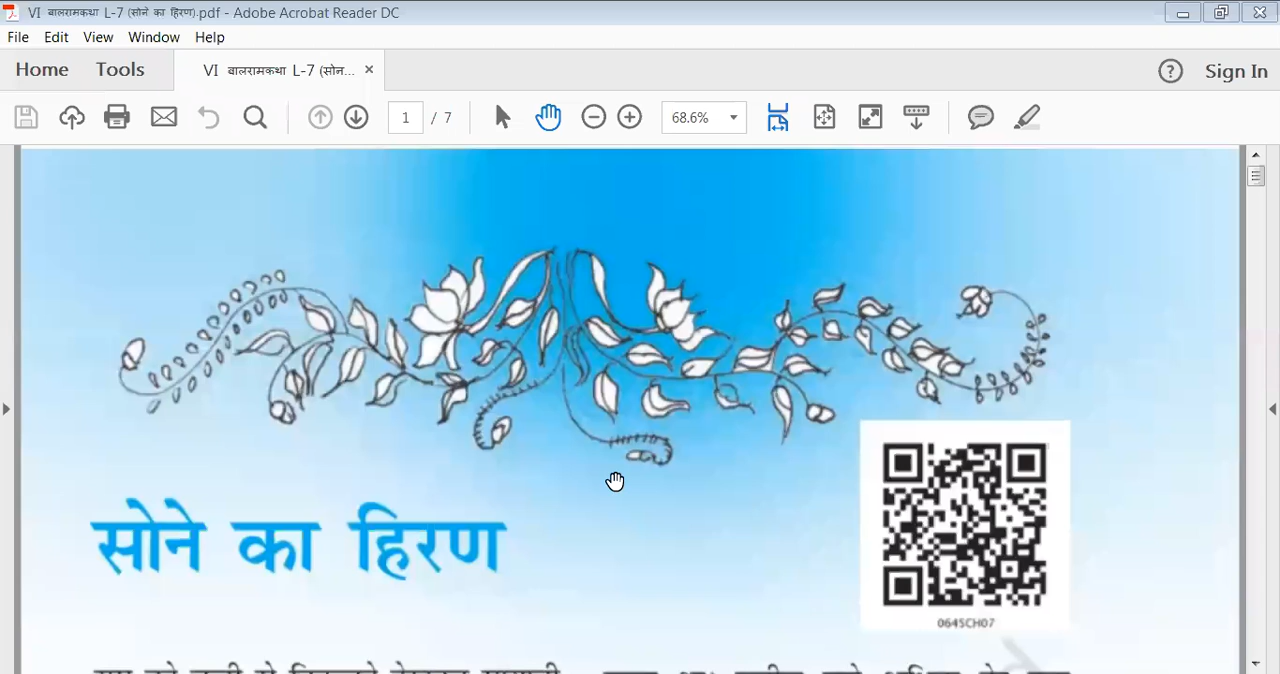 VI बालरामकथा L-7 (सोने का हिरण).pdf - Adobe Acrobat Reader DC
File Edit View Window Help
Home Tools VI बालरामकथा L-7 (सोन... × Sign In
1 / 7 68.6%
सोने का हिरण
0645CH07